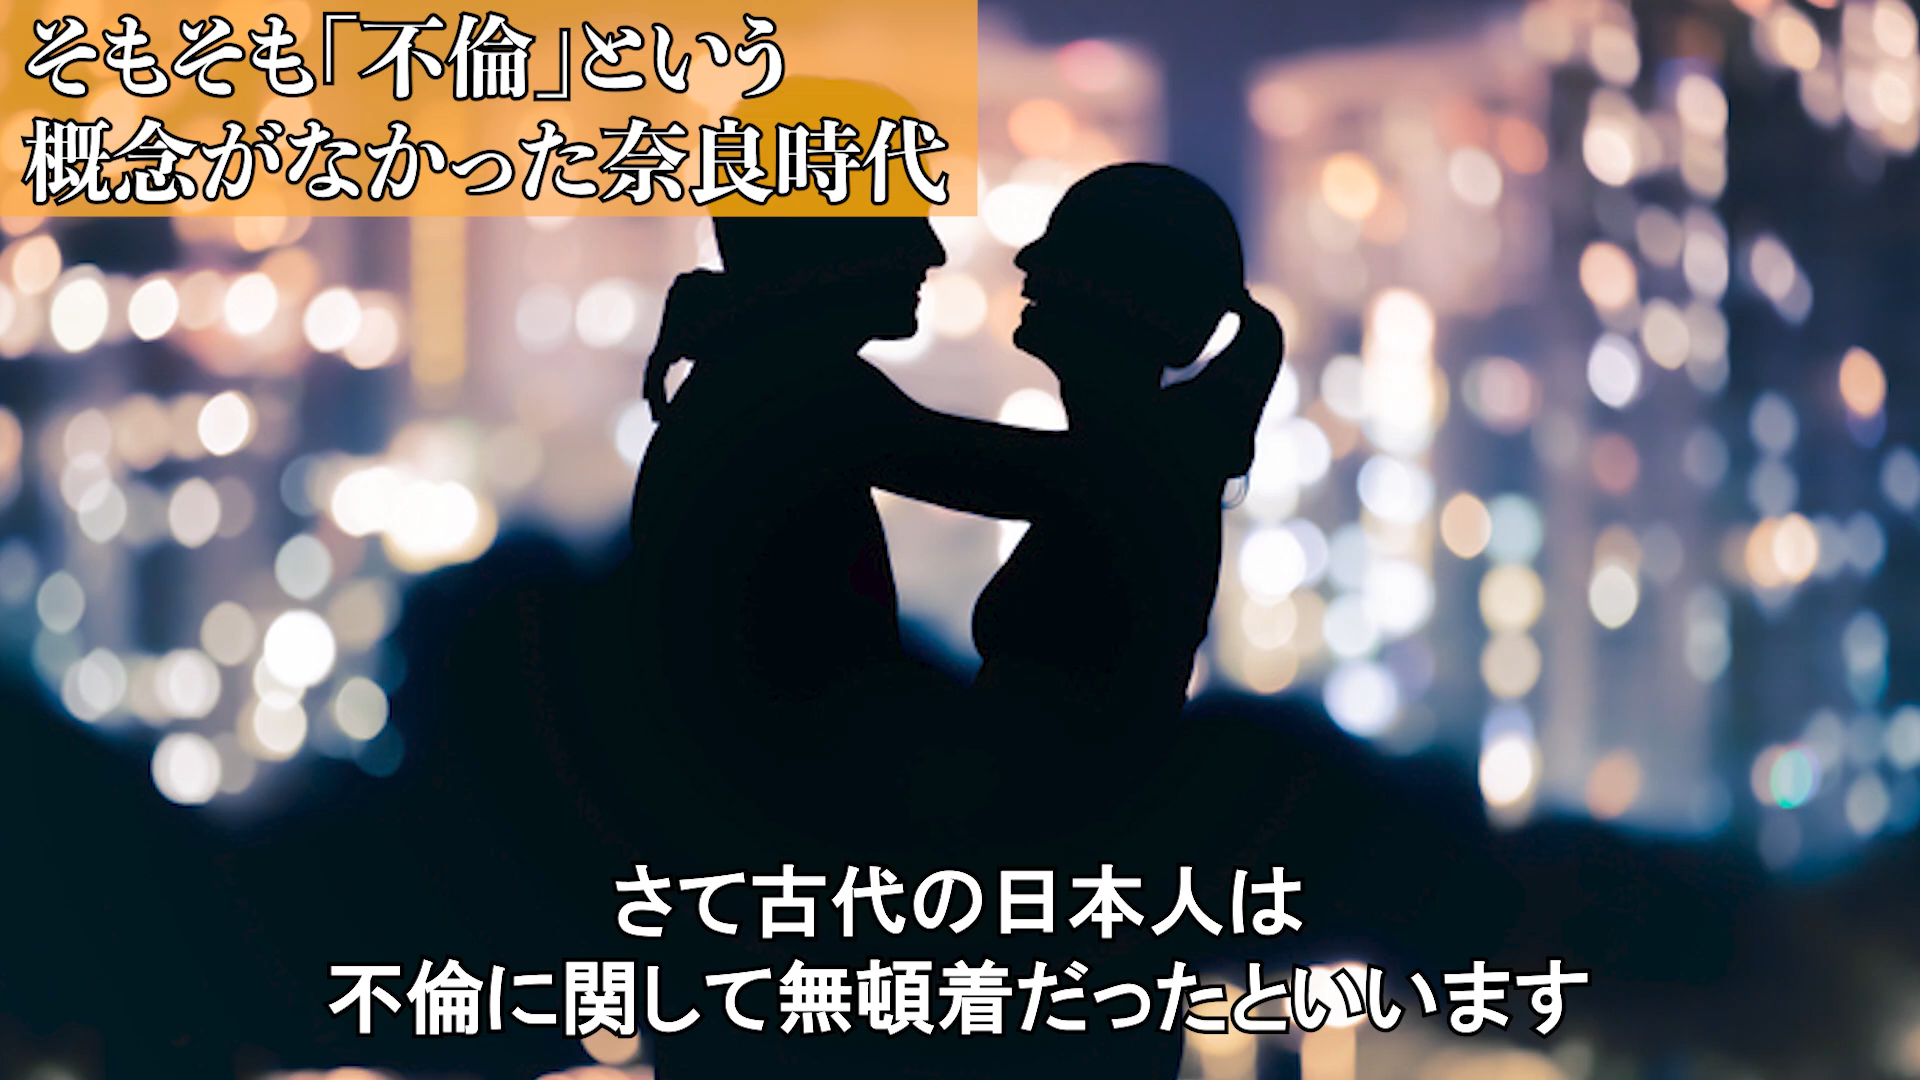 そもそも「不倫」という
概念がなかった奈良時代
さて古代の日本人は
不倫に関して無頓着だったといいます